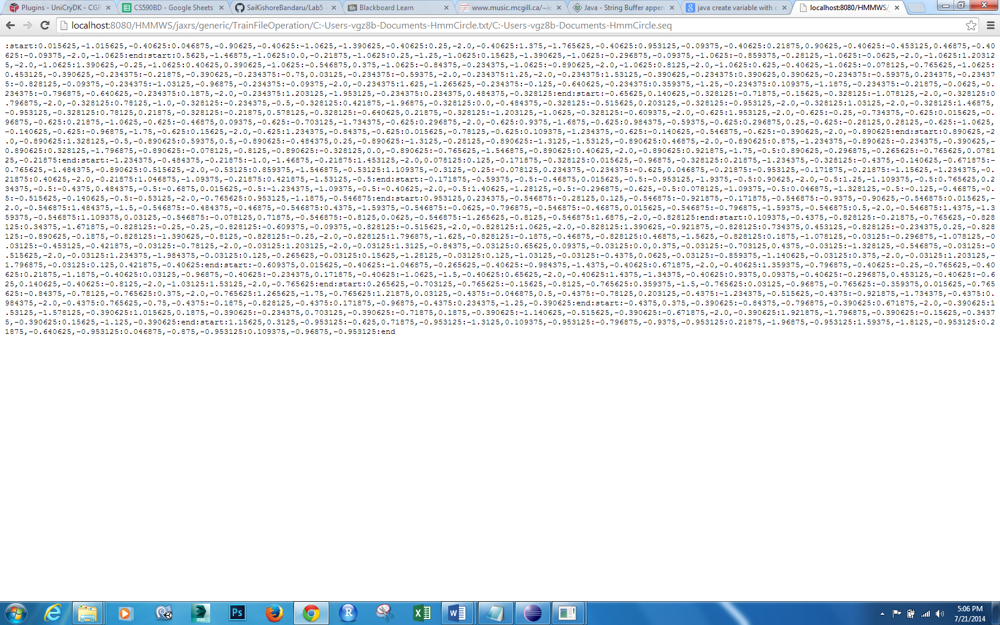 Plugins - UniCryDK - CGP
CS590BD - Google Sheets
SaiKishoreBandaru/Lab5
Blackboard Learn
www.music.mcgill.ca/~ic
Java - String Buffer appen
java create variable with c
localhost:8080/HMMWS/
localhost:8080/HMMWS/jaxrs/generic/TrainFileOperation/C:-Users-vgz8b-Documents-HmmCircle.txt/C:-Users-vgz8b-Documents-HmmCircle.seq
:start:0.015625,-1.015625,-0.40625:0.046875,-0.90625,-0.40625:-1.0625,-1.390625,-0.40625:0.25,-2.0,-0.40625:1.375,-1.765625,-0.40625:0.953125,-0.09375,-0.40625:0.21875,0.90625,-0.40625:-0.453125,0.46875,-0.40
625:-0.09375,-2.0,-1.0625:end:start:0.5625,-1.46875,-1.0625:0.0,-0.21875,-1.0625:0.25,-1.25,-1.0625:0.15625,-1.390625,-1.0625:-0.296875,-0.09375,-1.0625:-0.859375,-0.28125,-1.0625:-0.0625,-2.0,-1.0625:1.20312
5,-2.0,-1.0625:1.390625,-0.25,-1.0625:0.40625,0.390625,-1.0625:-0.546875,0.375,-1.0625:-0.84375,-0.234375,-1.0625:-0.890625,-2.0,-1.0625:0.8125,-2.0,-1.0625:0.625,-0.40625,-1.0625:-0.078125,-0.765625,-1.0625:
0.453125,-0.390625,-0.234375:-0.21875,-0.390625,-0.234375:-0.75,0.03125,-0.234375:-0.59375,-2.0,-0.234375:1.25,-2.0,-0.234375:1.53125,-0.390625,-0.234375:0.390625,0.390625,-0.234375:-0.59375,0.234375,-0.23437
5:-0.828125,-0.09375,-0.234375:-1.03125,-0.96875,-0.234375:-0.09375,-2.0,-0.234375:1.625,-1.265625,-0.234375:-0.125,-0.640625,-0.234375:0.359375,-1.25,-0.234375:0.109375,-1.1875,-0.234375:-0.21875,-0.0625,-0.
234375:-0.796875,-0.640625,-0.234375:0.1875,-2.0,-0.234375:1.203125,-1.953125,-0.234375:0.234375,0.484375,-0.328125:end:start:-0.65625,0.140625,-0.328125:-0.71875,-0.15625,-0.328125:-1.078125,-2.0,-0.328125:0
.796875,-2.0,-0.328125:0.78125,-1.0,-0.328125:-0.234375,-0.5,-0.328125:0.421875,-1.96875,-0.328125:0.0,-0.484375,-0.328125:-0.515625,0.203125,-0.328125:-0.953125,-2.0,-0.328125:1.03125,-2.0,-0.328125:1.46875,
-0.953125,-0.328125:0.78125,0.21875,-0.328125:-0.21875,0.578125,-0.328125:-0.640625,0.21875,-0.328125:-1.203125,-1.0625,-0.328125:-0.609375,-2.0,-0.625:1.953125,-2.0,-0.625:-0.25,-0.734375,-0.625:0.015625,-0.
96875,-0.625:0.21875,-1.0625,-0.625:-0.46875,0.09375,-0.625:-0.703125,-1.734375,-0.625:0.296875,-2.0,-0.625:0.9375,-1.6875,-0.625:0.984375,-0.59375,-0.625:0.296875,0.25,-0.625:-0.28125,0.28125,-0.625:-1.0625,
-0.140625,-0.625:-0.96875,-1.75,-0.625:0.15625,-2.0,-0.625:1.234375,-0.84375,-0.625:0.015625,-0.78125,-0.625:0.109375,-1.234375,-0.625:-0.140625,-0.546875,-0.625:-0.390625,-2.0,-0.890625:end:start:0.890625,-2
.0,-0.890625:1.328125,-0.5,-0.890625:0.59375,0.5,-0.890625:-0.484375,0.25,-0.890625:-1.3125,-0.28125,-0.890625:-1.3125,-1.53125,-0.890625:0.46875,-2.0,-0.890625:0.875,-1.234375,-0.890625:-0.234375,-0.390625,-
0.890625:0.328125,-1.796875,-0.890625:-0.078125,-0.8125,-0.890625:-0.328125,0.0,-0.890625:-0.765625,-1.546875,-0.890625:0.40625,-2.0,-0.890625:0.921875,-1.75,-0.5:0.890625,-0.296875,-0.265625:-0.765625,0.0781
25,-0.21875:end:start:-1.234375,-0.484375,-0.21875:-1.0,-1.46875,-0.21875:1.453125,-2.0,0.078125:0.125,-0.171875,-0.328125:0.015625,-0.96875,-0.328125:0.21875,-1.234375,-0.328125:-0.4375,-0.140625,-0.671875:-
0.765625,-1.484375,-0.890625:0.515625,-2.0,-0.53125:0.859375,-1.546875,-0.53125:1.109375,-0.3125,-0.25:-0.078125,0.234375,-0.234375:-0.625,0.046875,-0.21875:-0.953125,-0.171875,-0.21875:-1.15625,-1.234375,-0.
21875:0.40625,-2.0,-0.21875:1.046875,-1.09375,-0.21875:0.421875,-1.53125,-0.5:end:start:-0.171875,-0.59375,-0.5:-0.46875,0.015625,-0.5:-0.953125,-1.9375,-0.5:0.90625,-2.0,-0.5:1.25,-1.109375,-0.5:0.765625,0.2
34375,-0.5:-0.4375,0.484375,-0.5:-0.6875,0.015625,-0.5:-1.234375,-1.09375,-0.5:-0.40625,-2.0,-0.5:1.40625,-1.28125,-0.5:-0.296875,-0.625,-0.5:0.078125,-1.09375,-0.5:0.046875,-1.328125,-0.5:-0.125,-0.46875,-0.
5:-0.515625,-0.140625,-0.5:-0.53125,-2.0,-0.765625:0.953125,-1.1875,-0.546875:end:start:0.953125,0.234375,-0.546875:-0.28125,0.125,-0.546875:-0.921875,-0.171875,-0.546875:-0.9375,-0.90625,-0.546875:0.015625,-
2.0,-0.546875:1.484375,-1.5,-0.546875:-0.484375,-0.46875,-0.546875:0.4375,-1.59375,-0.546875:-0.0625,-0.796875,-0.546875:-0.46875,0.015625,-0.546875:-0.796875,-1.59375,-0.546875:0.5,-2.0,-0.546875:1.4375,-1.3
59375,-0.546875:1.109375,0.03125,-0.546875:-0.078125,0.71875,-0.546875:-0.8125,0.0625,-0.546875:-1.265625,-0.8125,-0.546875:1.6875,-2.0,-0.828125:end:start:0.109375,-0.4375,-0.828125:0.21875,-0.765625,-0.828
125:0.34375,-1.671875,-0.828125:-0.25,-0.25,-0.828125:-0.609375,-0.09375,-0.828125:-0.515625,-2.0,-0.828125:1.0625,-2.0,-0.828125:1.390625,-0.921875,-0.828125:0.734375,0.453125,-0.828125:-0.234375,0.25,-0.828
125:-0.890625,-0.1875,-0.828125:-1.390625,-0.8125,-0.828125:-0.25,-2.0,-0.828125:1.796875,-1.625,-0.828125:-0.1875,-0.46875,-0.828125:0.46875,-1.5625,-0.828125:0.1875,-1.078125,-0.03125:-0.296875,-1.078125,-0
.03125:-0.453125,-0.421875,-0.03125:-0.78125,-2.0,-0.03125:1.203125,-2.0,-0.03125:1.3125,-0.84375,-0.03125:0.65625,0.09375,-0.03125:0.0,0.375,-0.03125:-0.703125,0.4375,-0.03125:-1.328125,-0.546875,-0.03125:-0
.515625,-2.0,-0.03125:1.234375,-1.984375,-0.03125:0.125,-0.265625,-0.03125:0.15625,-1.28125,-0.03125:0.125,-1.03125,-0.03125:-0.4375,0.0625,-0.03125:-0.859375,-1.140625,-0.03125:0.375,-2.0,-0.03125:1.203125,-
1.796875,-0.03125:0.125,0.421875,-0.40625:end:start:-0.609375,0.015625,-0.40625:-1.046875,-0.265625,-0.40625:-0.984375,-1.4375,-0.40625:0.671875,-2.0,-0.40625:1.359375,-0.796875,-0.40625:-0.25,-0.765625,-0.40
625:0.21875,-1.1875,-0.40625:0.03125,-0.96875,-0.40625:-0.234375,0.171875,-0.40625:-1.0625,-1.5,-0.40625:0.65625,-2.0,-0.40625:1.4375,-1.34375,-0.40625:0.9375,0.09375,-0.40625:-0.296875,0.453125,-0.40625:-0.6
25,0.140625,-0.40625:-0.8125,-2.0,-1.03125:1.53125,-2.0,-0.765625:end:start:0.265625,-0.703125,-0.765625:-0.15625,-0.8125,-0.765625:0.359375,-1.5,-0.765625:0.03125,-0.96875,-0.765625:-0.359375,0.015625,-0.765
625:-0.84375,-0.78125,-0.765625:0.375,-2.0,-0.765625:1.265625,-1.75,-0.765625:1.21875,0.03125,-0.4375:-0.046875,0.5,-0.4375:-0.78125,0.203125,-0.4375:-1.234375,-0.515625,-0.4375:-0.921875,-1.734375,-0.4375:0.
984375,-2.0,-0.4375:0.765625,-0.75,-0.4375:-0.1875,-0.828125,-0.4375:0.171875,-0.96875,-0.4375:0.234375,-1.25,-0.390625:end:start:-0.4375,0.375,-0.390625:-0.84375,-0.796875,-0.390625:0.671875,-2.0,-0.390625:1
.53125,-1.578125,-0.390625:1.015625,0.1875,-0.390625:-0.234375,0.703125,-0.390625:-0.71875,0.1875,-0.390625:-1.140625,-0.515625,-0.390625:-0.671875,-2.0,-0.390625:1.921875,-1.796875,-0.390625:-0.15625,-0.3437
5,-0.390625:0.15625,-1.125,-0.390625:end:start:1.15625,0.3125,-0.953125:-0.625,0.71875,-0.953125:-1.3125,0.109375,-0.953125:-0.796875,-0.9375,-0.953125:0.21875,-1.96875,-0.953125:1.59375,-1.8125,-0.953125:0.2
1875,-0.640625,-0.953125:0.046875,-0.875,-0.953125:0.109375,-0.96875,-0.953125:end
5:06 PM
7/21/2014